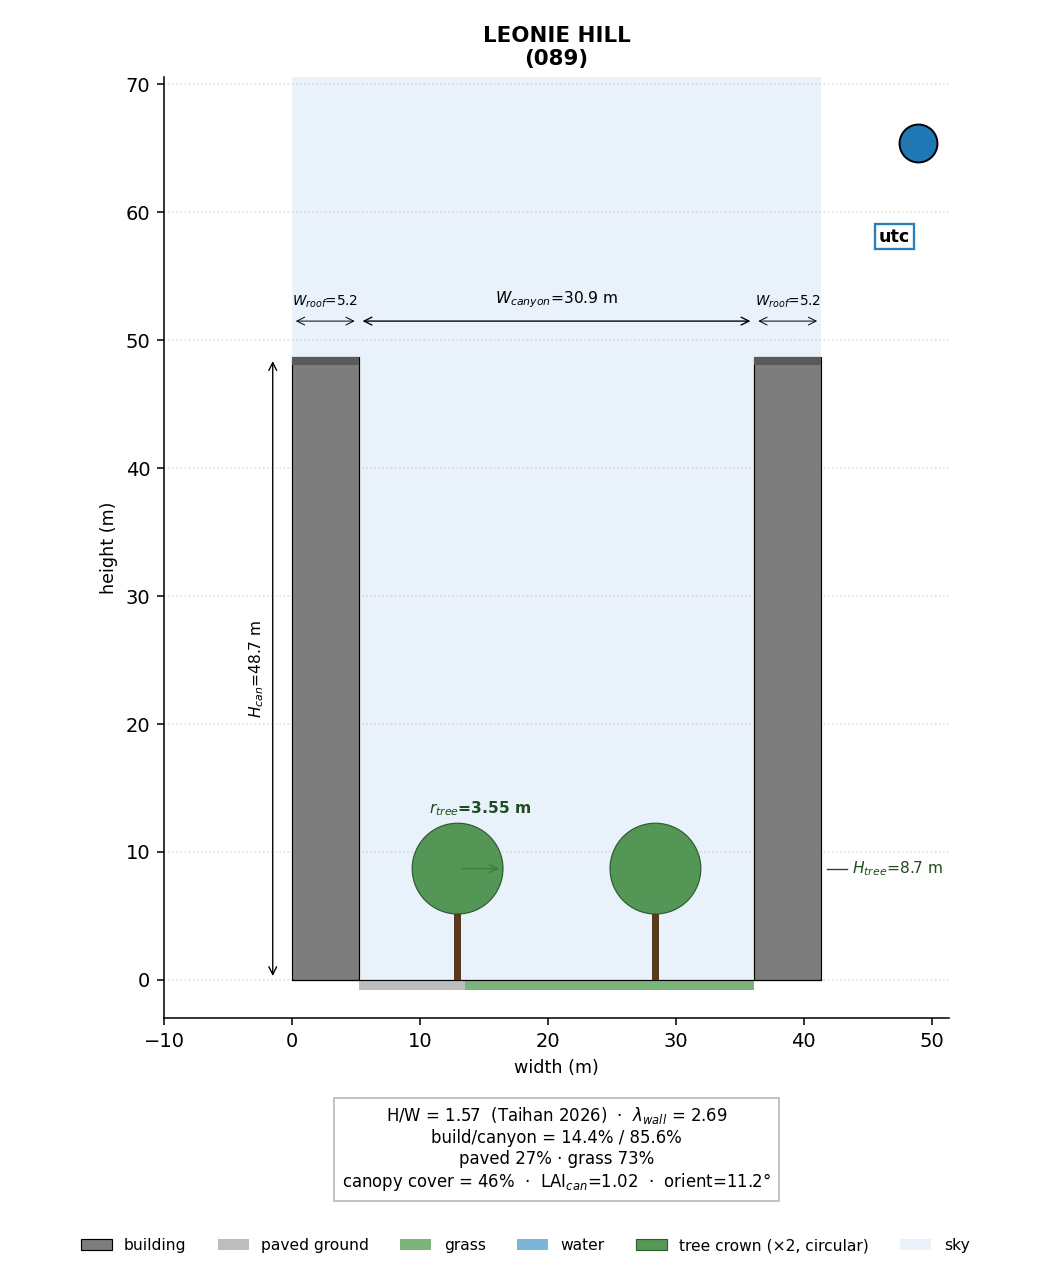 LEONIE HILL
(089)
70
60
50
40
30
20
10
0
height (m)
utc
W_roof=5.2
W_canyon=30.9 m
W_roof=5.2
H_can=48.7 m
r_tree=3.55 m
H_tree=8.7 m
−10 0 10 20 30 40 50
width (m)
H/W = 1.57 (Taihan 2026) · λ_wall = 2.69
build/canyon = 14.4% / 85.6%
paved 27% · grass 73%
canopy cover = 46% · LAI_can=1.02 · orient=11.2°
building paved ground grass water tree crown (×2, circular) sky